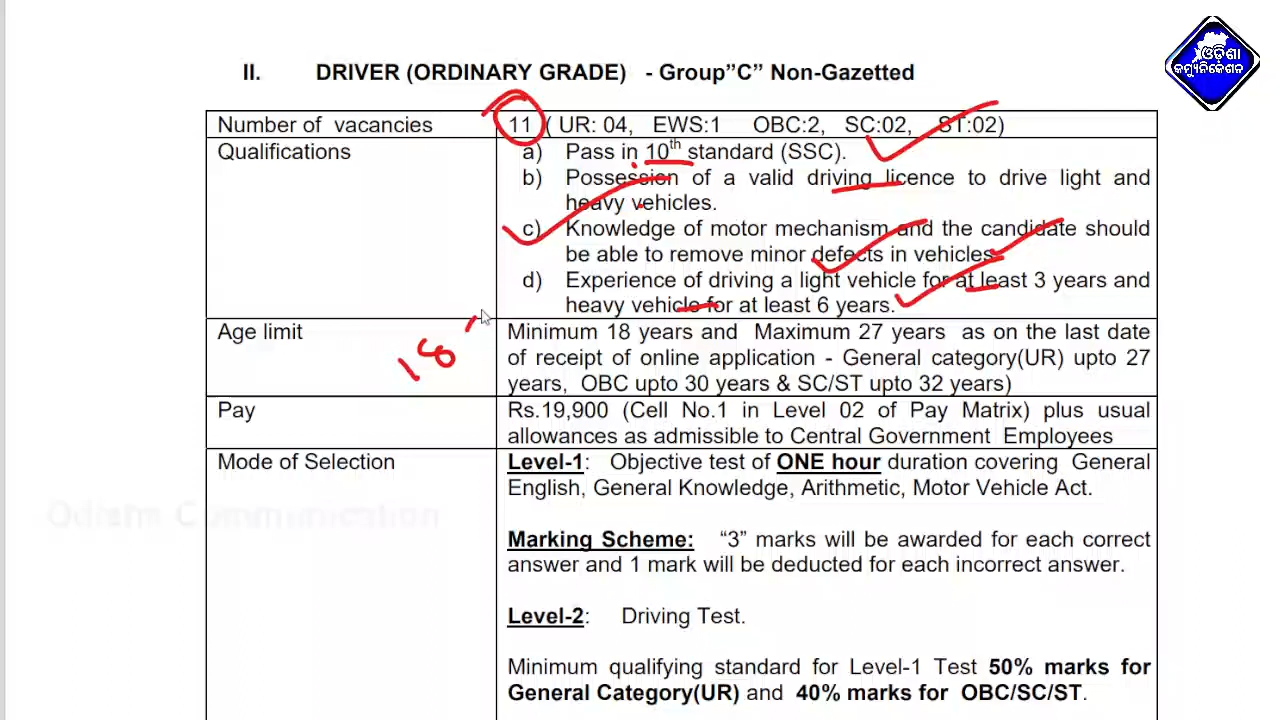 ଓଡ଼ିଶା
କମ୍ୟୁନିକେଶନ
II. DRIVER (ORDINARY GRADE) - Group”C” Non-Gazetted
Number of vacancies 11 ( UR: 04, EWS:1 OBC:2, SC:02, ST:02)
Qualifications a) Pass in 10th standard (SSC).
b) Possession of a valid driving licence to drive light and
heavy vehicles.
c) Knowledge of motor mechanism and the candidate should
be able to remove minor defects in vehicles.
d) Experience of driving a light vehicle for at least 3 years and
heavy vehicle for at least 6 years.
Age limit Minimum 18 years and Maximum 27 years as on the last date
of receipt of online application - General category(UR) upto 27
18 years, OBC upto 30 years & SC/ST upto 32 years)
Pay Rs.19,900 (Cell No.1 in Level 02 of Pay Matrix) plus usual
allowances as admissible to Central Government Employees
Mode of Selection Level-1: Objective test of ONE hour duration covering General
English, General Knowledge, Arithmetic, Motor Vehicle Act.
Odisha Communication
Marking Scheme: “3” marks will be awarded for each correct
answer and 1 mark will be deducted for each incorrect answer.
Level-2: Driving Test.
Minimum qualifying standard for Level-1 Test 50% marks for
General Category(UR) and 40% marks for OBC/SC/ST.